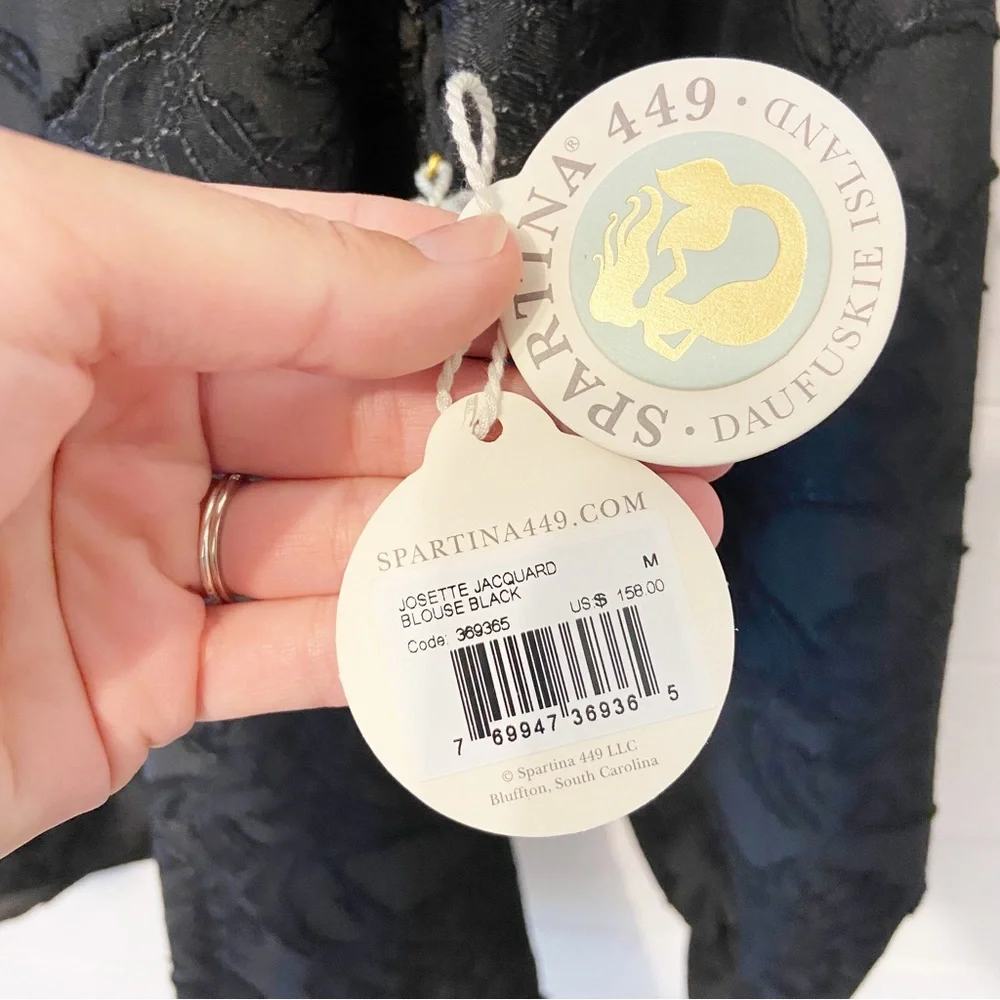 SPARTINA® 449 · DAUFUSKIE ISLAND ·
SPARTINA449.COM
JOSETTE JACQUARD M
BLOUSE BLACK US:$ 158.00
Code: 369365
7 69947 36936 5
© Spartina 449 LLC
Bluffton, South Carolina